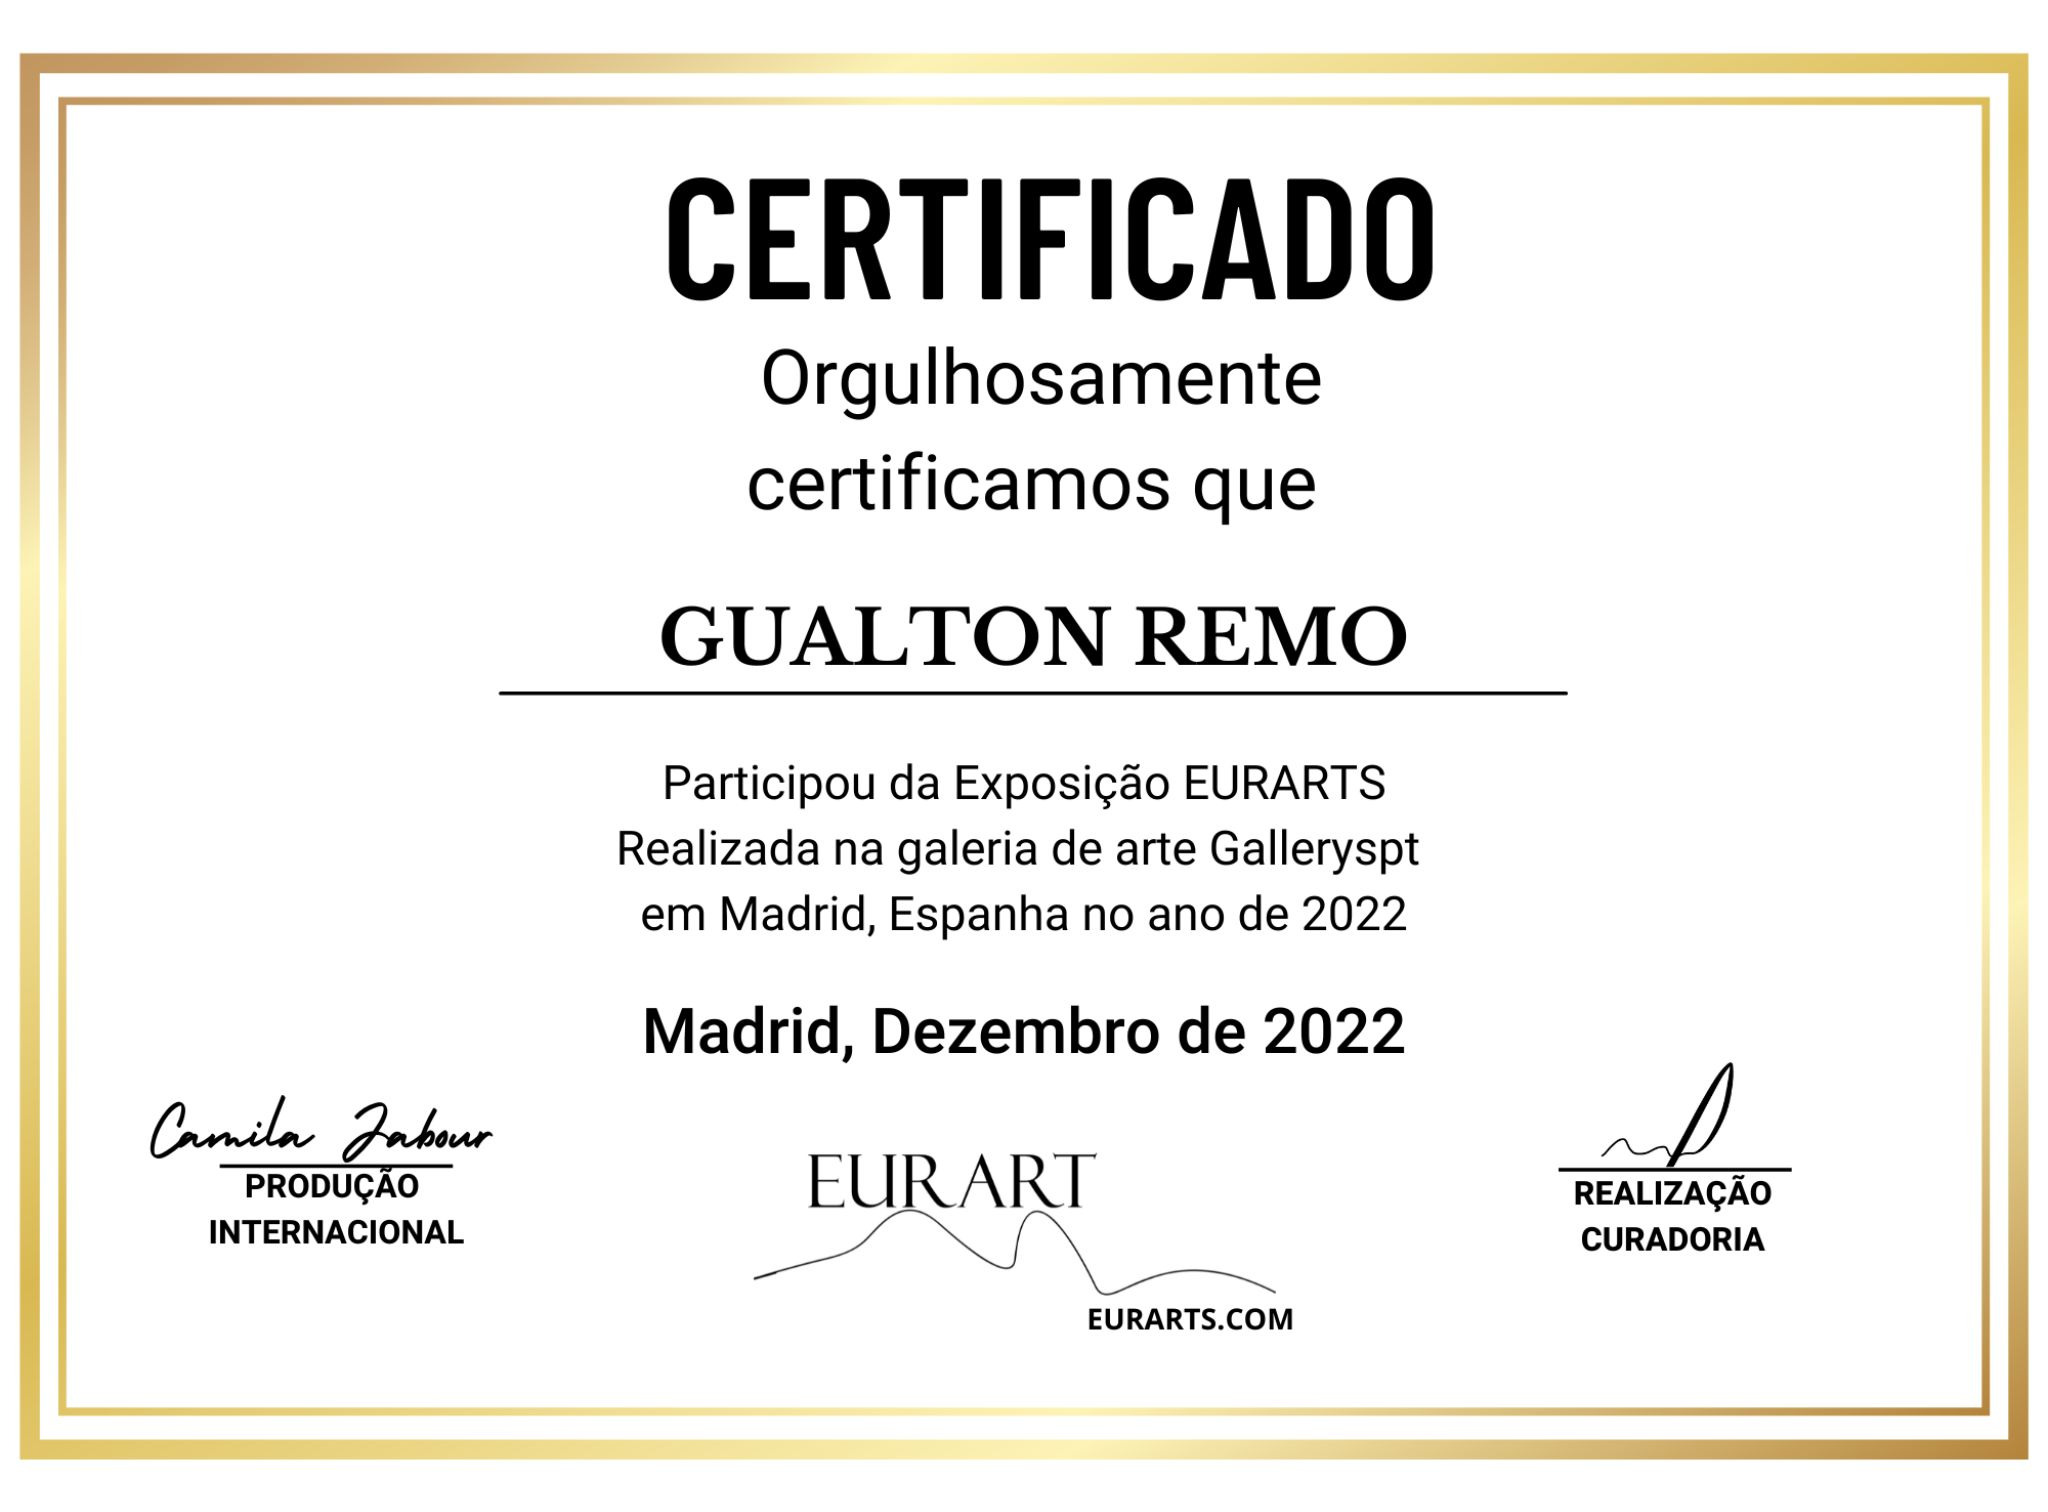 CERTIFICADO
Orgulhosamente
certificamos que
GUALTON REMO
Participou da Exposição EURARTS
Realizada na galeria de arte Galleryspt
em Madrid, Espanha no ano de 2022
Madrid, Dezembro de 2022
Camila Jabour
PRODUÇÃO
INTERNACIONAL
EURART
EURARTS.COM
REALIZAÇÃO
CURADORIA